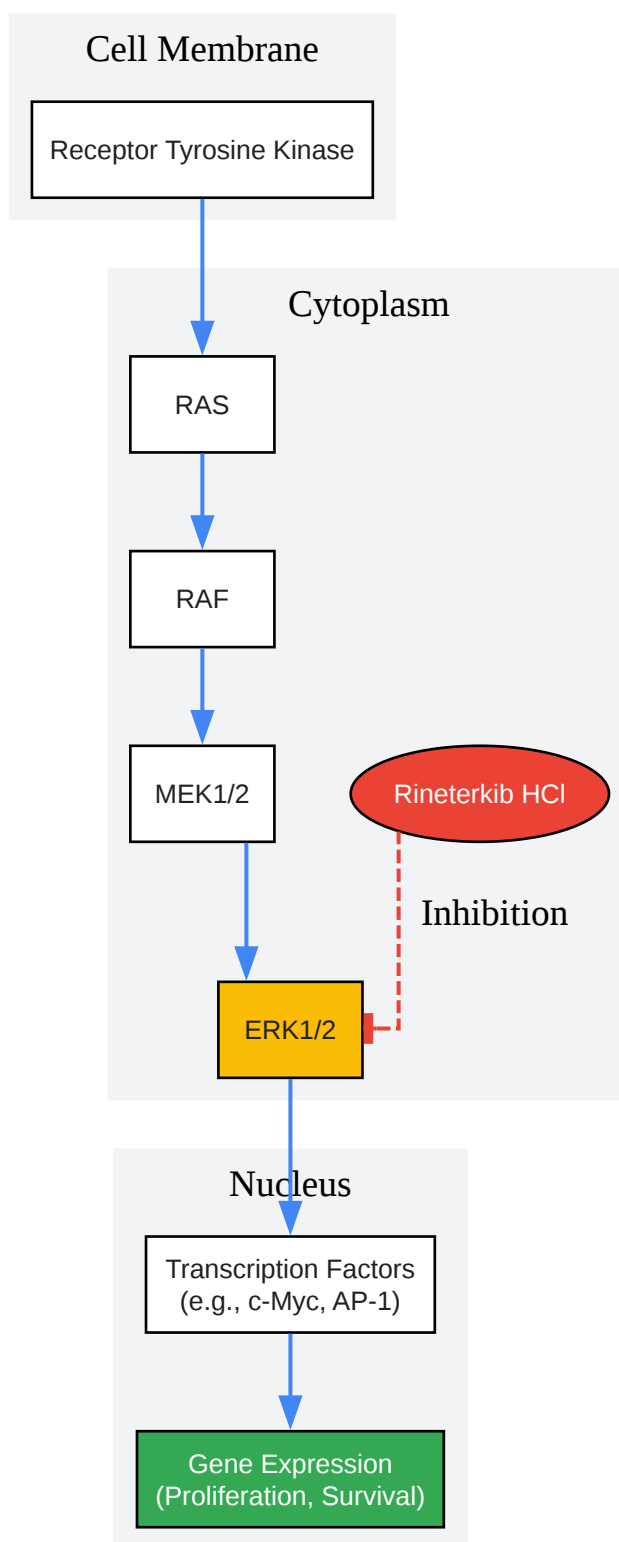 Cell Membrane
Receptor Tyrosine Kinase
Cytoplasm
RAS
RAF
MEK1/2
Rineterkib HCl
Inhibition
ERK1/2
Nucleus
Transcription Factors
(e.g., c-Myc, AP-1)
Gene Expression
(Proliferation, Survival)